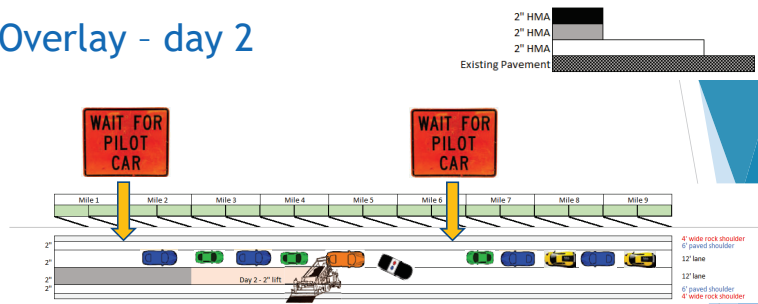 Overlay – day 2
2" HMA
2" HMA
2" HMA
Existing Pavement
WAIT FOR
PILOT
CAR
WAIT FOR
PILOT
CAR
Mile 1 Mile 2 Mile 3 Mile 4 Mile 5 Mile 6 Mile 7 Mile 8 Mile 9
4' wide rock shoulder
6' paved shoulder
2"
12' lane
2"
12' lane
2"
Day 2 - 2" lift
2"
6' paved shoulder
4' wide rock shoulder